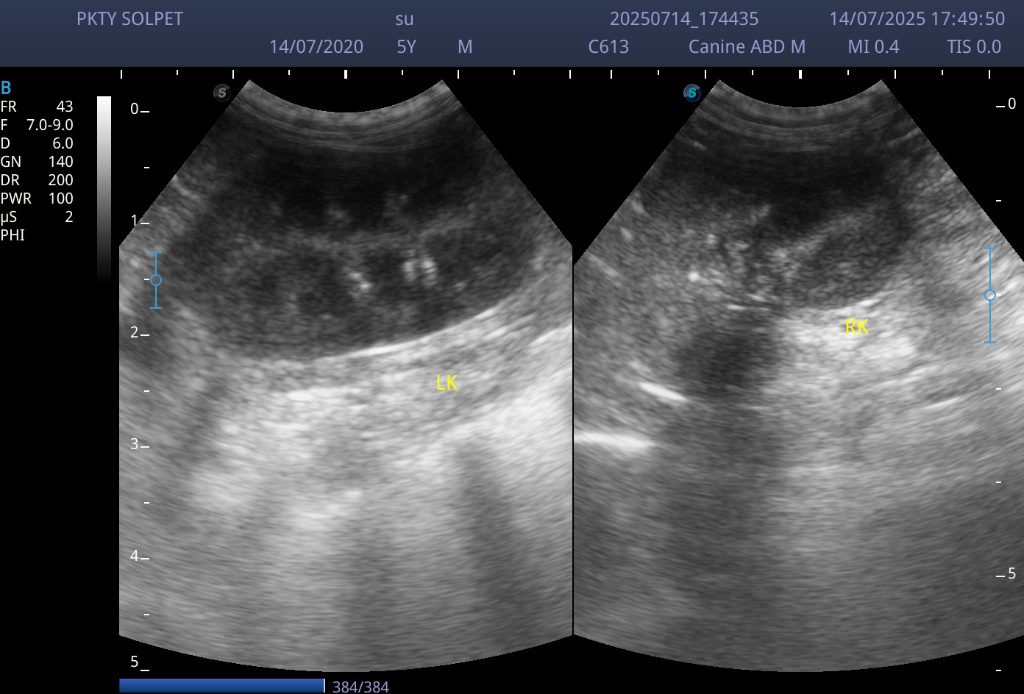 PKTY SOLPET su 20250714_174435 14/07/2025 17:49:50
14/07/2020 5Y M C613 Canine ABD M MI 0.4 TIS 0.0
B
FR 43
F 7.0-9.0
D 6.0
GN 140
DR 200
PWR 100
µS 2
PHI
S
S
0
0
1
RK
2
LK
3
4
5
5
384/384